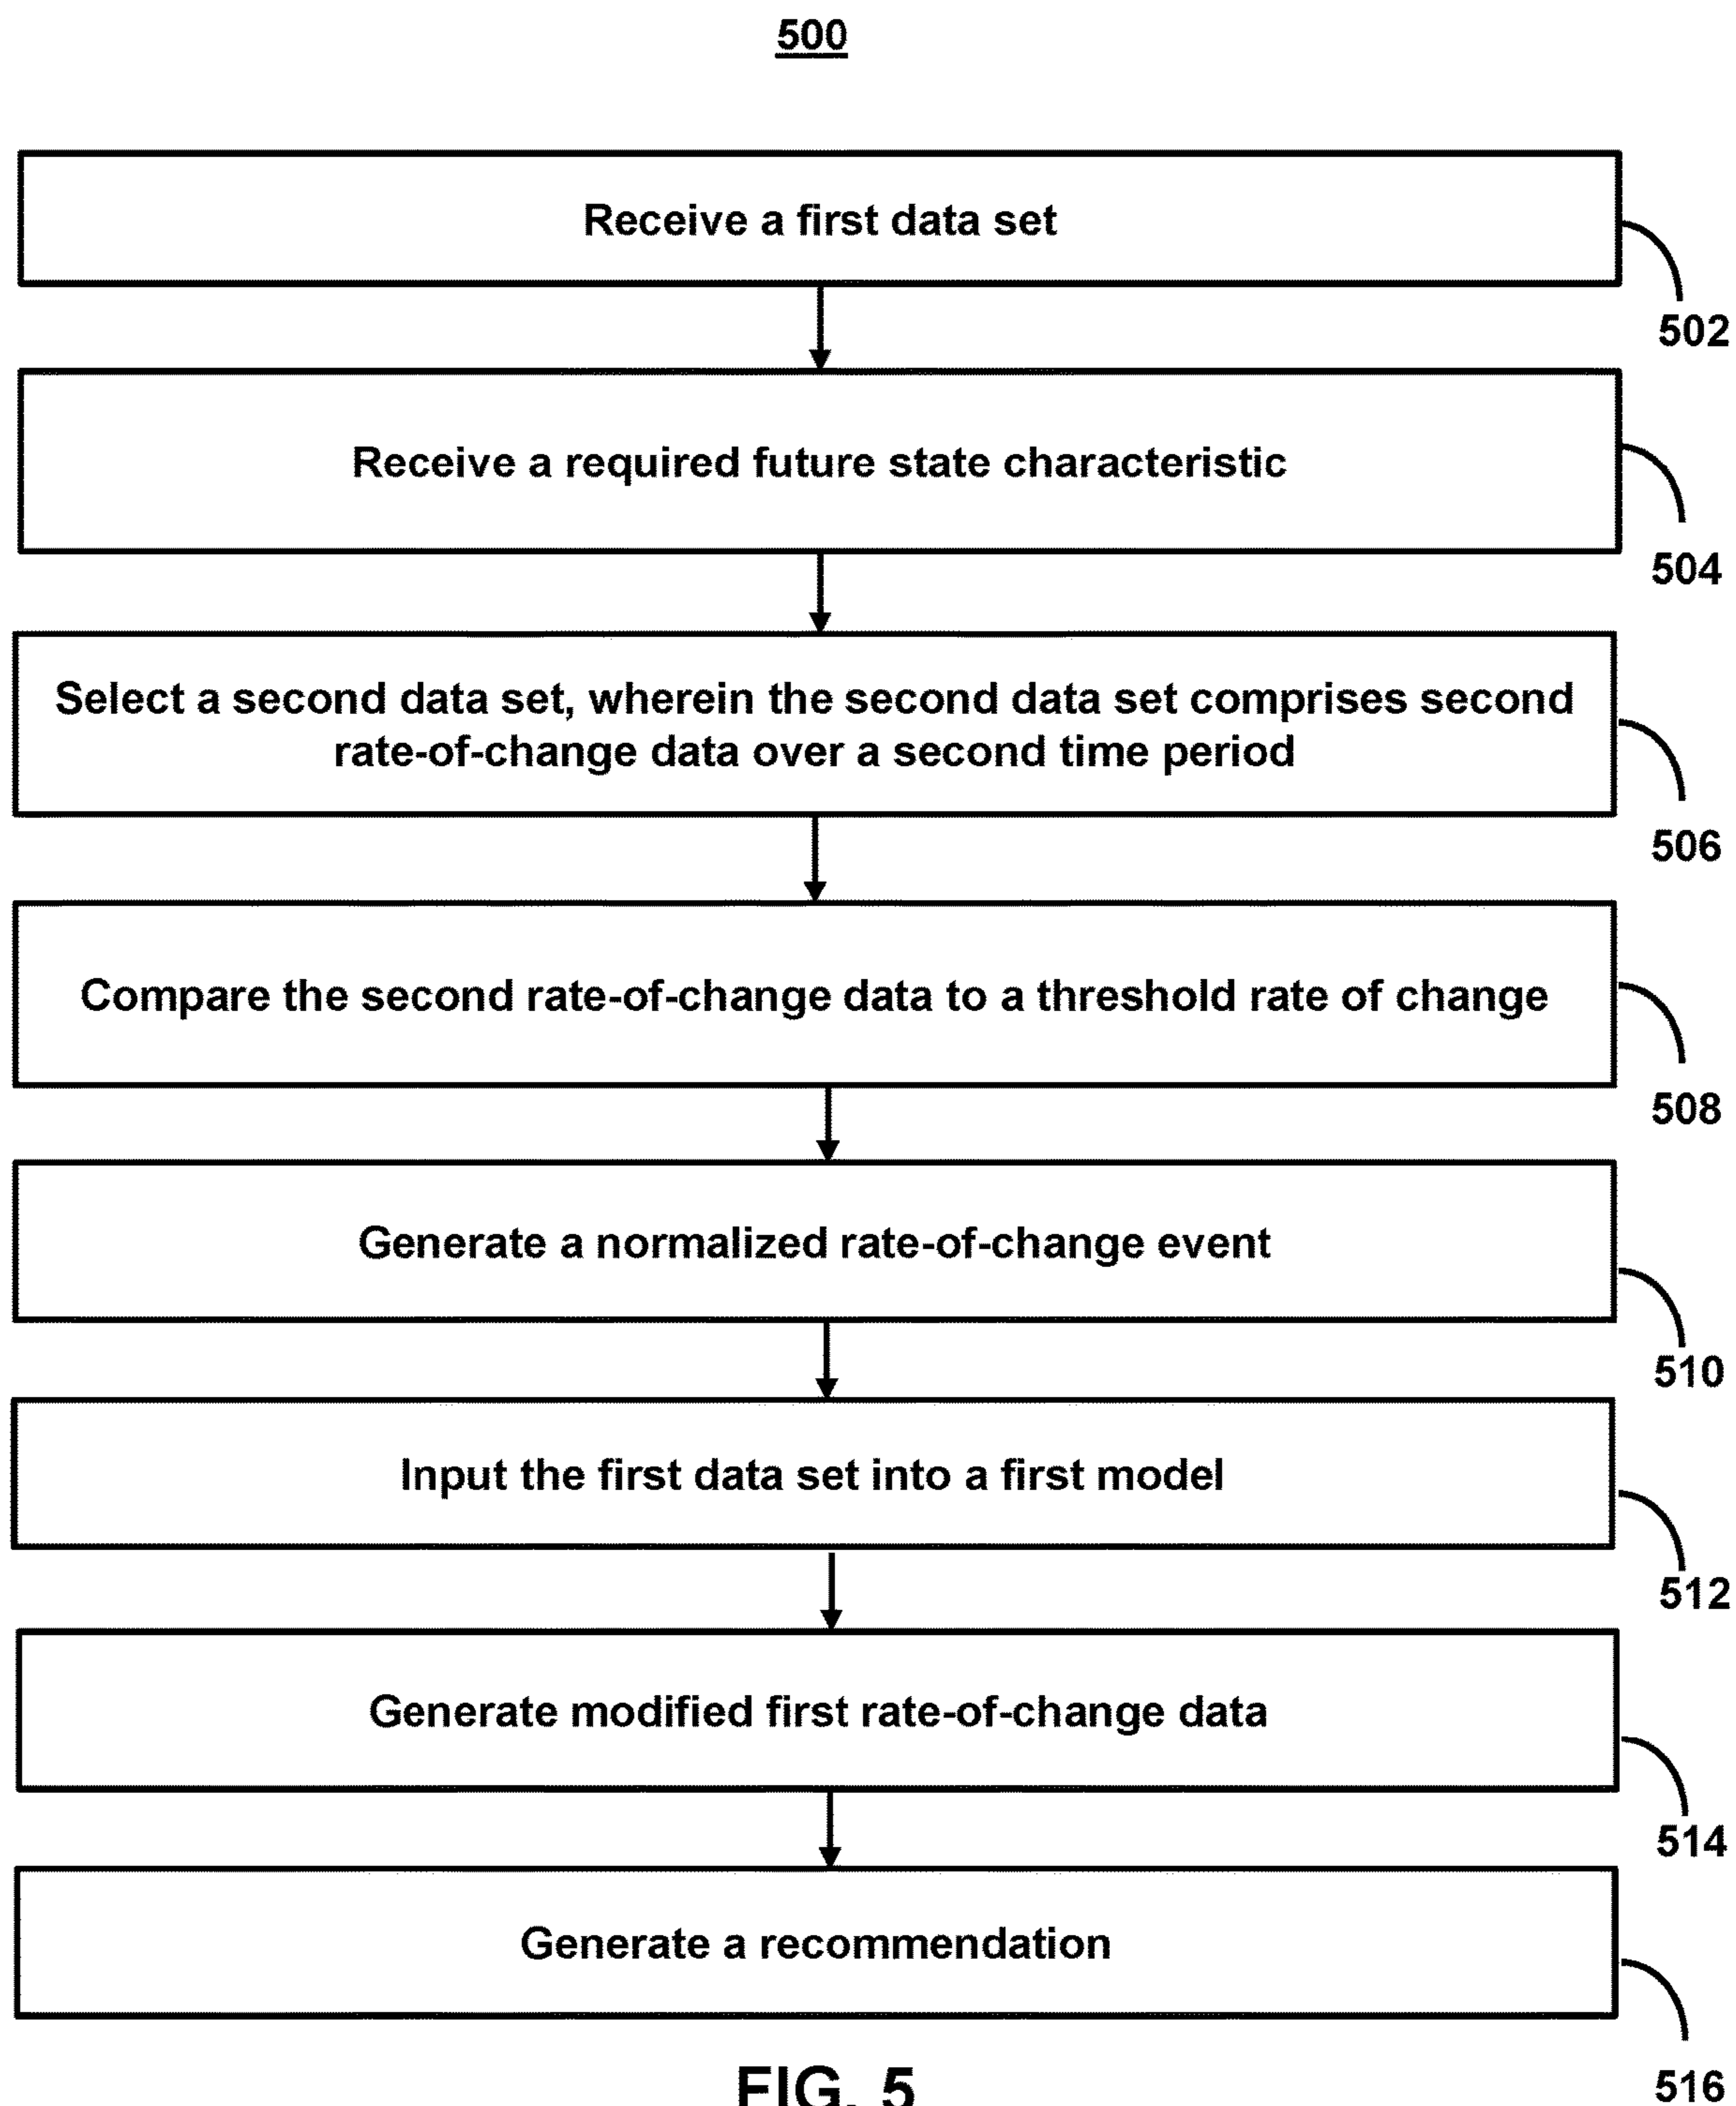 500
Receive a first data set
502
Receive a required future state characteristic
504
Select a second data set, wherein the second data set comprises second
rate-of-change data over a second time period
506
Compare the second rate-of-change data to a threshold rate of change
508
Generate a normalized rate-of-change event
510
Input the first data set into a first model
512
Generate modified first rate-of-change data
514
Generate a recommendation
516
FIG. 5